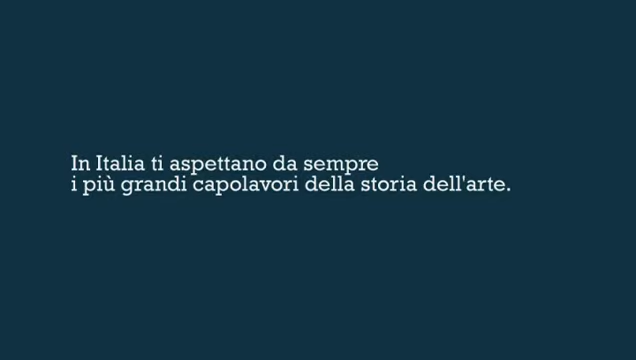 In Italia ti aspettano da sempre
i più grandi capolavori della storia dell'arte.